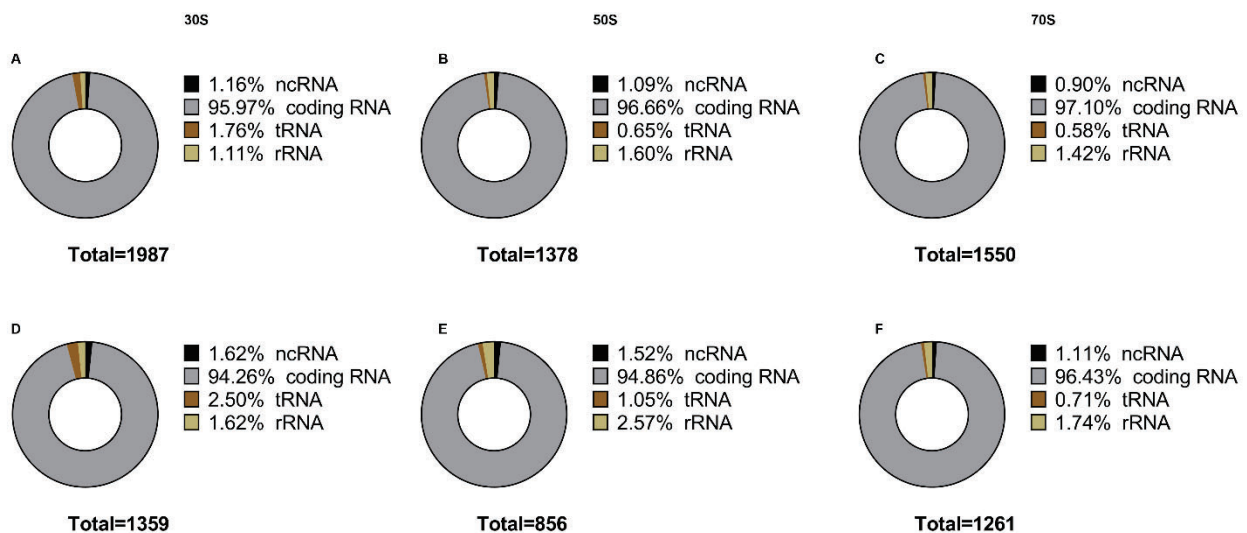 30S
50S
70S
A
1.16% ncRNA
95.97% coding RNA
1.76% tRNA
1.11% rRNA
Total=1987
B
1.09% ncRNA
96.66% coding RNA
0.65% tRNA
1.60% rRNA
Total=1378
C
0.90% ncRNA
97.10% coding RNA
0.58% tRNA
1.42% rRNA
Total=1550
D
1.62% ncRNA
94.26% coding RNA
2.50% tRNA
1.62% rRNA
Total=1359
E
1.52% ncRNA
94.86% coding RNA
1.05% tRNA
2.57% rRNA
Total=856
F
1.11% ncRNA
96.43% coding RNA
0.71% tRNA
1.74% rRNA
Total=1261